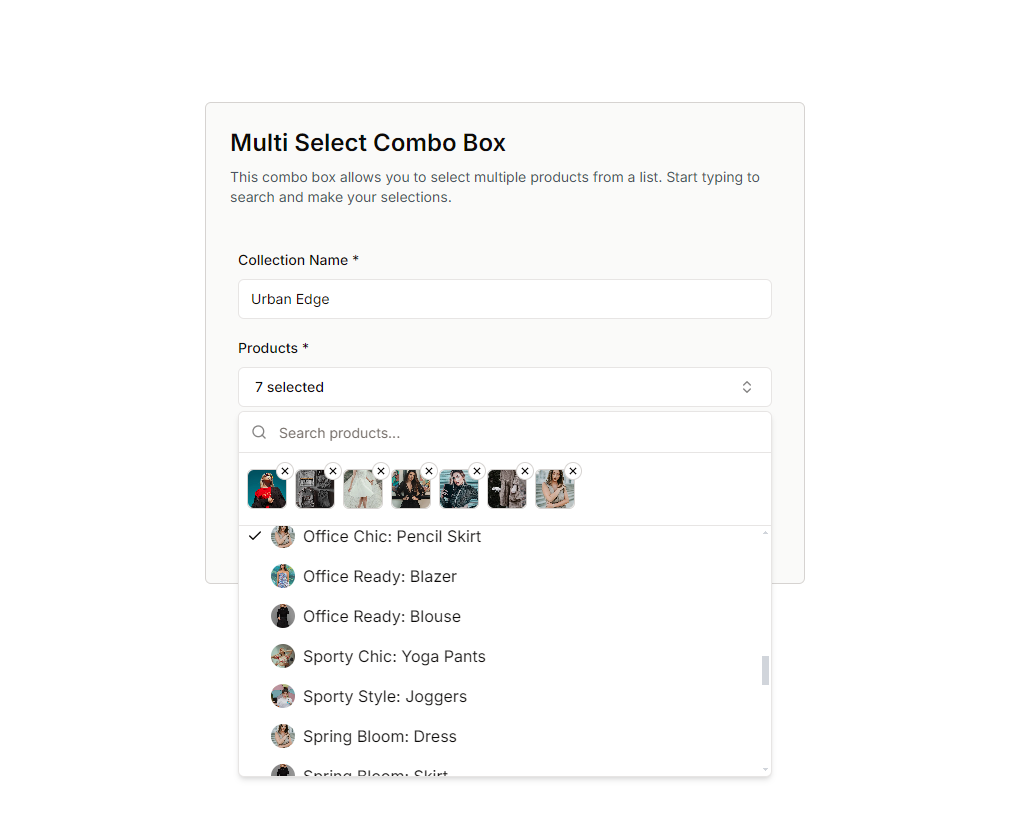 Multi Select Combo Box
This combo box allows you to select multiple products from a list. Start typing to
search and make your selections.
Collection Name *
Urban Edge
Products *
7 selected
Search products...
Office Chic: Pencil Skirt
Office Ready: Blazer
Office Ready: Blouse
Sporty Chic: Yoga Pants
Sporty Style: Joggers
Spring Bloom: Dress
Spring Bloom: Skirt